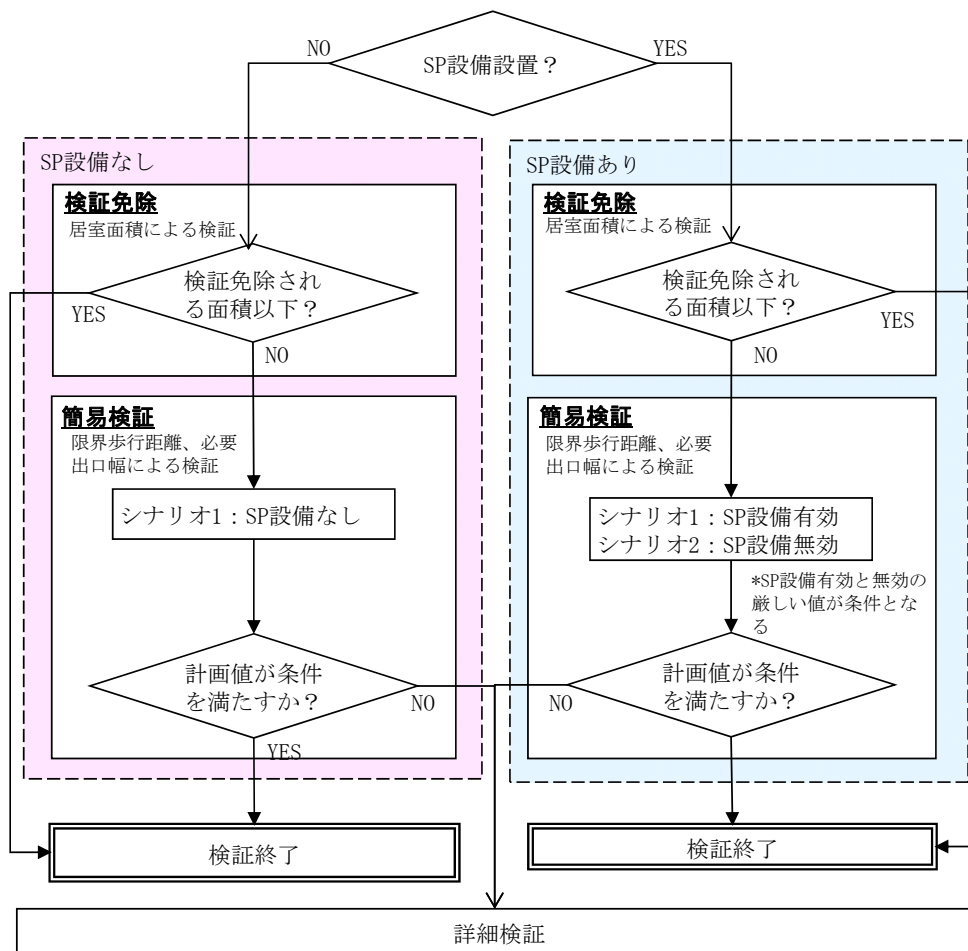 SP設備設置？
NO
YES
SP設備なし
検証免除
居室面積による検証
検証免除され
る面積以下？
YES
NO
簡易検証
限界歩行距離、必要
出口幅による検証
シナリオ1：SP設備なし
計画値が条件
を満たすか？
NO
YES
検証終了
SP設備あり
検証免除
居室面積による検証
検証免除され
る面積以下？
YES
NO
簡易検証
限界歩行距離、必要
出口幅による検証
シナリオ1：SP設備有効
シナリオ2：SP設備無効
*SP設備有効と無効の
厳しい値が条件とな
る
計画値が条件
を満たすか？
NO
検証終了
詳細検証